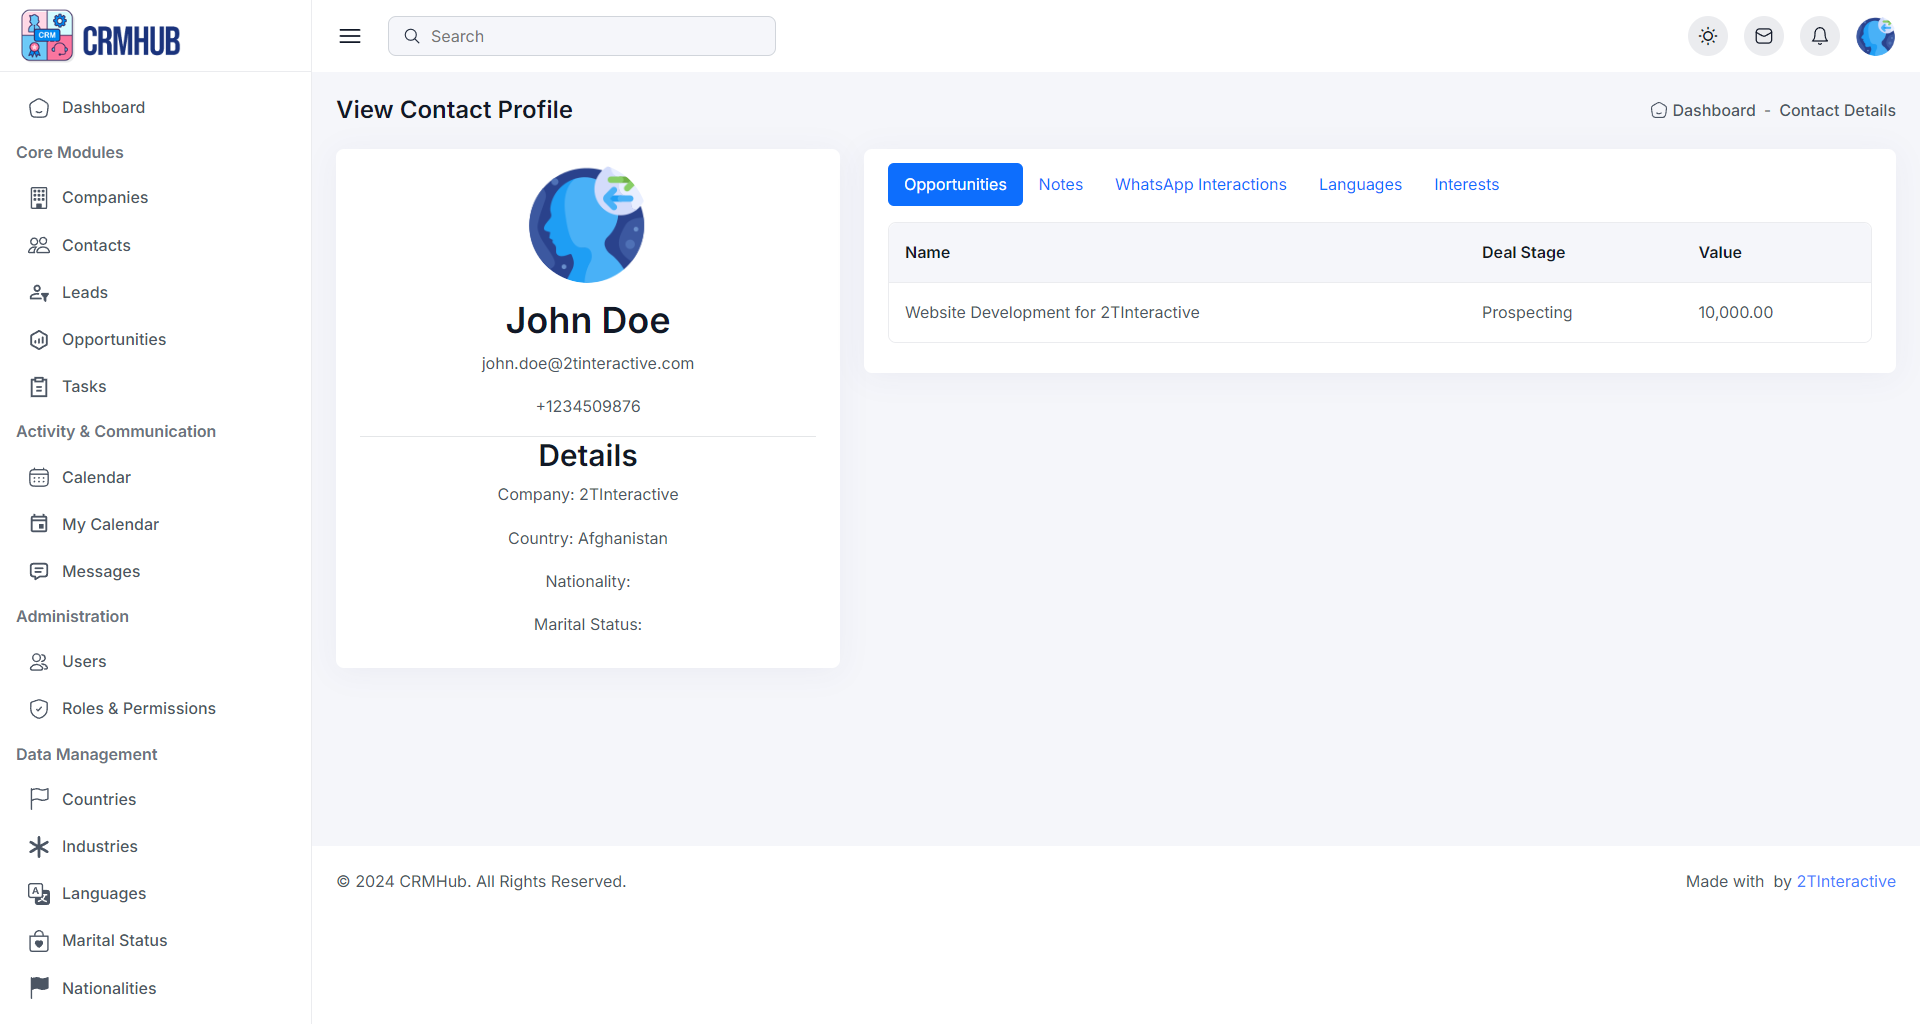 CRM CRMHUB
Search
Dashboard
Core Modules
Companies
Contacts
Leads
Opportunities
Tasks
Activity & Communication
Calendar
My Calendar
Messages
Administration
Users
Roles & Permissions
Data Management
Countries
Industries
Languages
Marital Status
Nationalities
View Contact Profile
Dashboard - Contact Details
John Doe
john.doe@2tinteractive.com
+1234509876
Details
Company: 2TInteractive
Country: Afghanistan
Nationality:
Marital Status:
Opportunities Notes WhatsApp Interactions Languages Interests
Name Deal Stage Value
Website Development for 2TInteractive Prospecting 10,000.00
© 2024 CRMHub. All Rights Reserved.
Made with by 2TInteractive